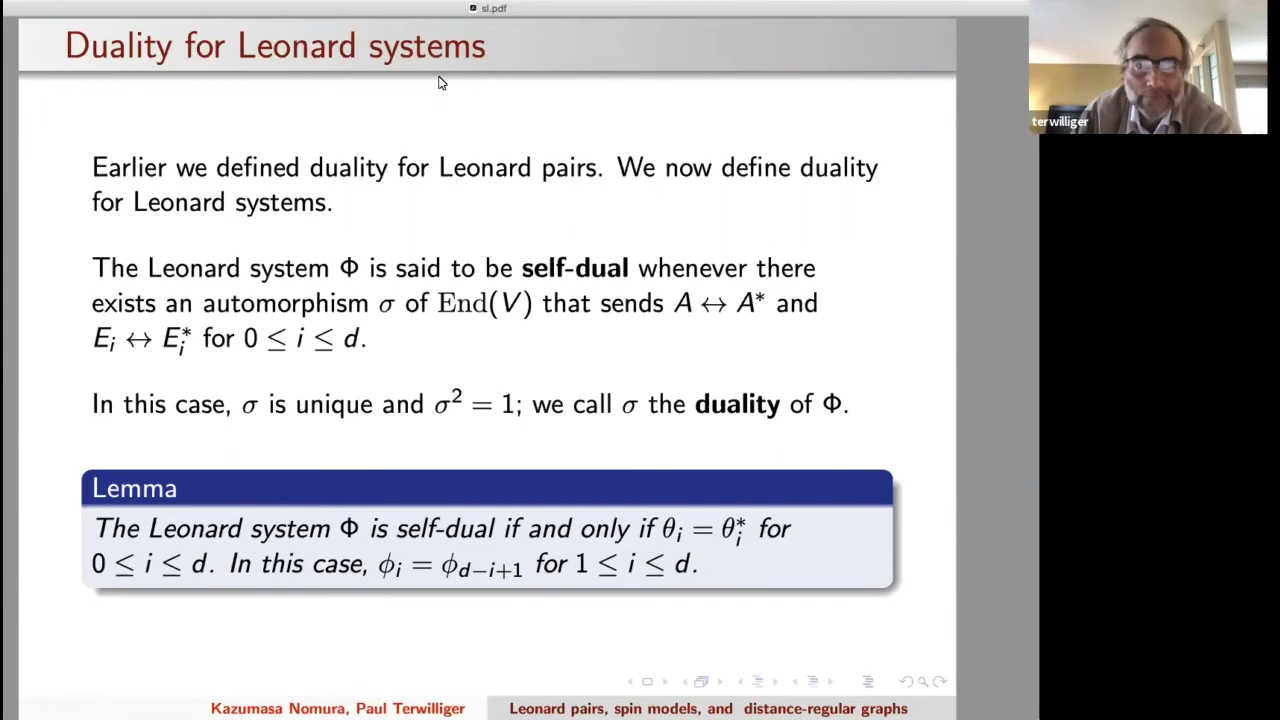 sl.pdf
Duality for Leonard systems
terwilliger
Earlier we defined duality for Leonard pairs. We now define duality
for Leonard systems.
The Leonard system Φ is said to be self-dual whenever there
exists an automorphism σ of End(V) that sends A ↔ A* and
E_i ↔ E_i^* for 0 ≤ i ≤ d.
In this case, σ is unique and σ² = 1; we call σ the duality of Φ.
Lemma
The Leonard system Φ is self-dual if and only if θ_i = θ_i^* for
0 ≤ i ≤ d. In this case, ϕ_i = ϕ_{d−i+1} for 1 ≤ i ≤ d.
Kazumasa Nomura, Paul Terwilliger
Leonard pairs, spin models, and distance-regular graphs